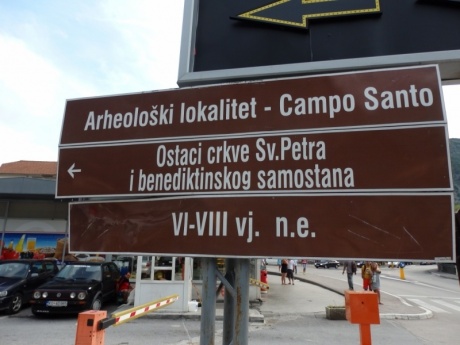 Arheološki lokalitet - Campo Santo
Ostaci crkve Sv.Petra
i benediktinskog samostana
VI-VIII vj. n.e.